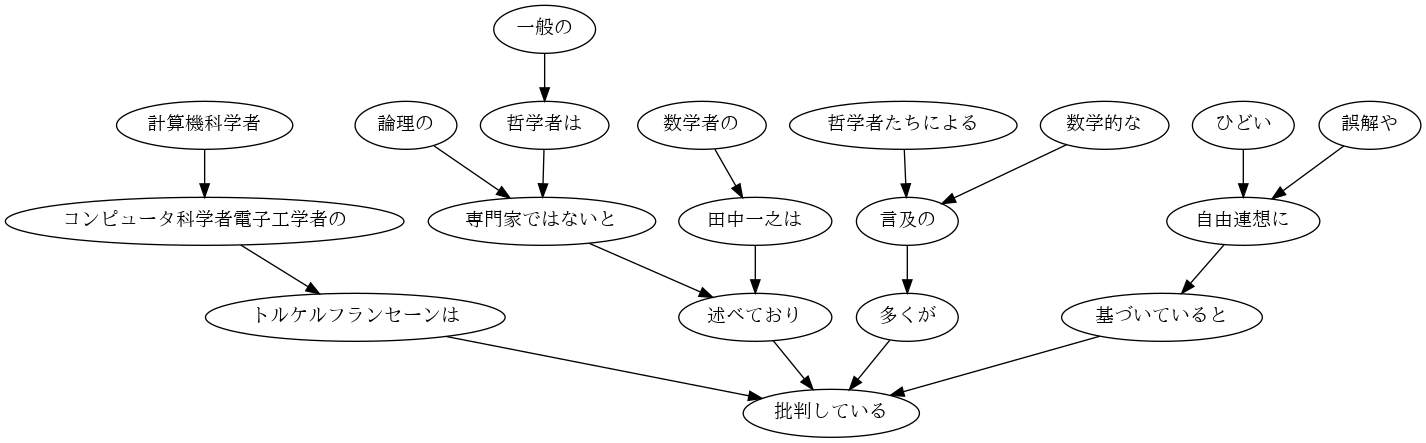 一般の
計算機科学者
論理の
哲学者は
数学者の
哲学者たちによる
数学的な
ひどい
誤解や
コンピュータ科学者電子工学者の
専門家ではないと
田中一之は
言及の
自由連想に
トルケルフランセーンは
述べており
多くが
基づいていると
批判している